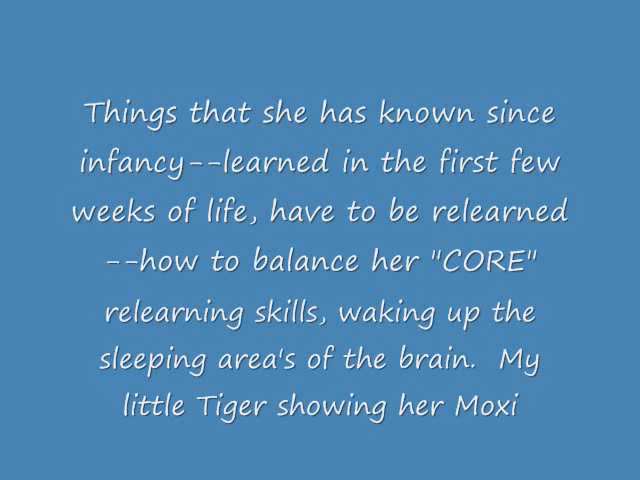 Things that she has known since
infancy--learned in the first few
weeks of life, have to be relearned
--how to balance her "CORE"
relearning skills, waking up the
sleeping area's of the brain.  My
little Tiger showing her Moxi